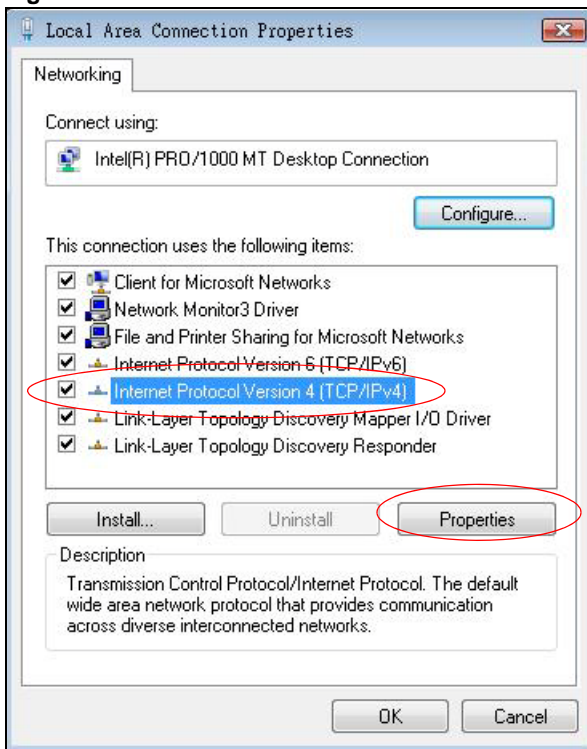 Local Area Connection Properties
Networking
Connect using:
Intel(R) PRO/1000 MT Desktop Connection
Configure...
This connection uses the following items:
Client for Microsoft Networks
Network Monitor3 Driver
File and Printer Sharing for Microsoft Networks
Internet Protocol Version 6 (TCP/IPv6)
Internet Protocol Version 4 (TCP/IPv4)
Link-Layer Topology Discovery Mapper I/O Driver
Link-Layer Topology Discovery Responder
Install... Uninstall Properties
Description
Transmission Control Protocol/Internet Protocol. The default
wide area network protocol that provides communication
across diverse interconnected networks.
OK Cancel